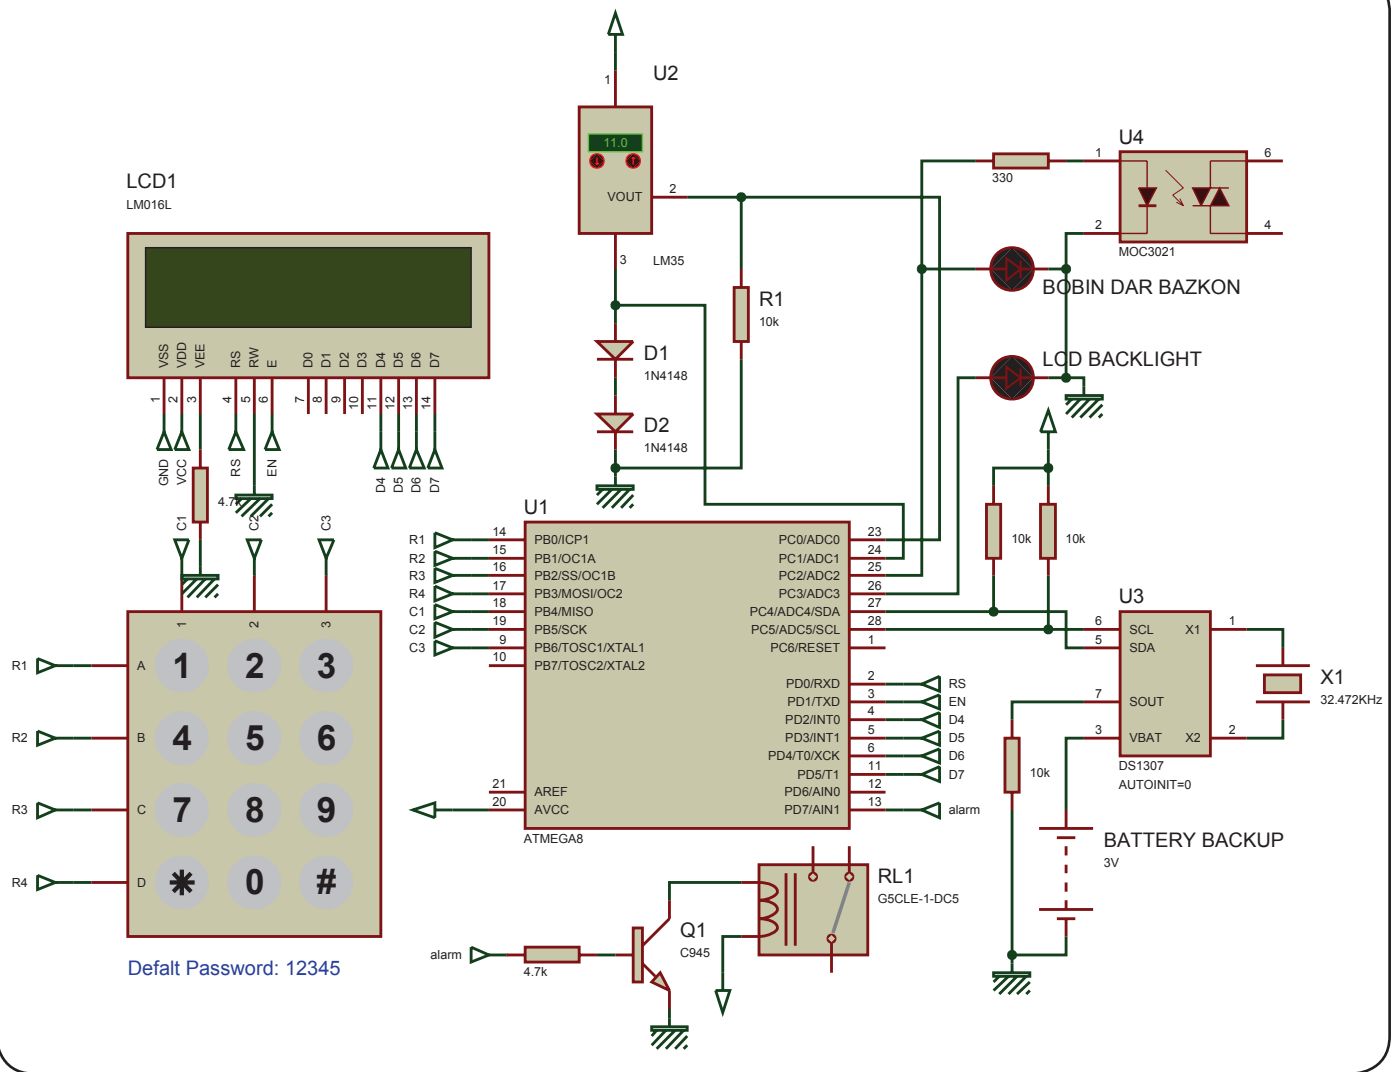 U2
1
11.0
VOUT
2
3
LM35
LCD1
LM016L
VSS
VDD
VEE
RS
RW
E
D0
D1
D2
D3
D4
D5
D6
D7
1
2
3
4
5
6
7
8
9
10
11
12
13
14
GND
VCC
RS
EN
D4
D5
D6
D7
4.7k
C1
C2
C3
R1
10k
D1
1N4148
D2
1N4148
330
U4
1
2
6
4
MOC3021
BOBIN DAR BAZKON
LCD BACKLIGHT
10k
10k
U1
R1 14 PB0/ICP1
R2 15 PB1/OC1A
R3 16 PB2/SS/OC1B
R4 17 PB3/MOSI/OC2
C1 18 PB4/MISO
C2 19 PB5/SCK
C3 9 PB6/TOSC1/XTAL1
10 PB7/TOSC2/XTAL2
21 AREF
20 AVCC
PC0/ADC0 23
PC1/ADC1 24
PC2/ADC2 25
PC3/ADC3 26
PC4/ADC4/SDA 27
PC5/ADC5/SCL 28
PC6/RESET 1
PD0/RXD 2 RS
PD1/TXD 3 EN
PD2/INT0 4 D4
PD3/INT1 5 D5
PD4/T0/XCK 6 D6
PD5/T1 11 D7
PD6/AIN0 12
PD7/AIN1 13 alarm
ATMEGA8
U3
6 SCL X1 1
5 SDA
7 SOUT
3 VBAT X2 2
DS1307
AUTOINIT=0
X1
32.472KHz
10k
BATTERY BACKUP
3V
1 2 3
R1 A 1 2 3
R2 B 4 5 6
R3 C 7 8 9
R4 D * 0 #
Defalt Password: 12345
alarm
4.7k
Q1
C945
RL1
G5CLE-1-DC5